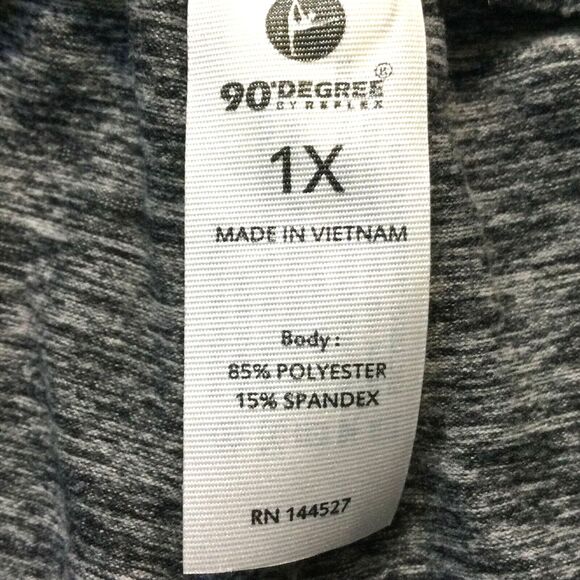 90°DEGREE®
BY REFLEX
1X
MADE IN VIETNAM
Body :
85% POLYESTER
15% SPANDEX
RN 144527